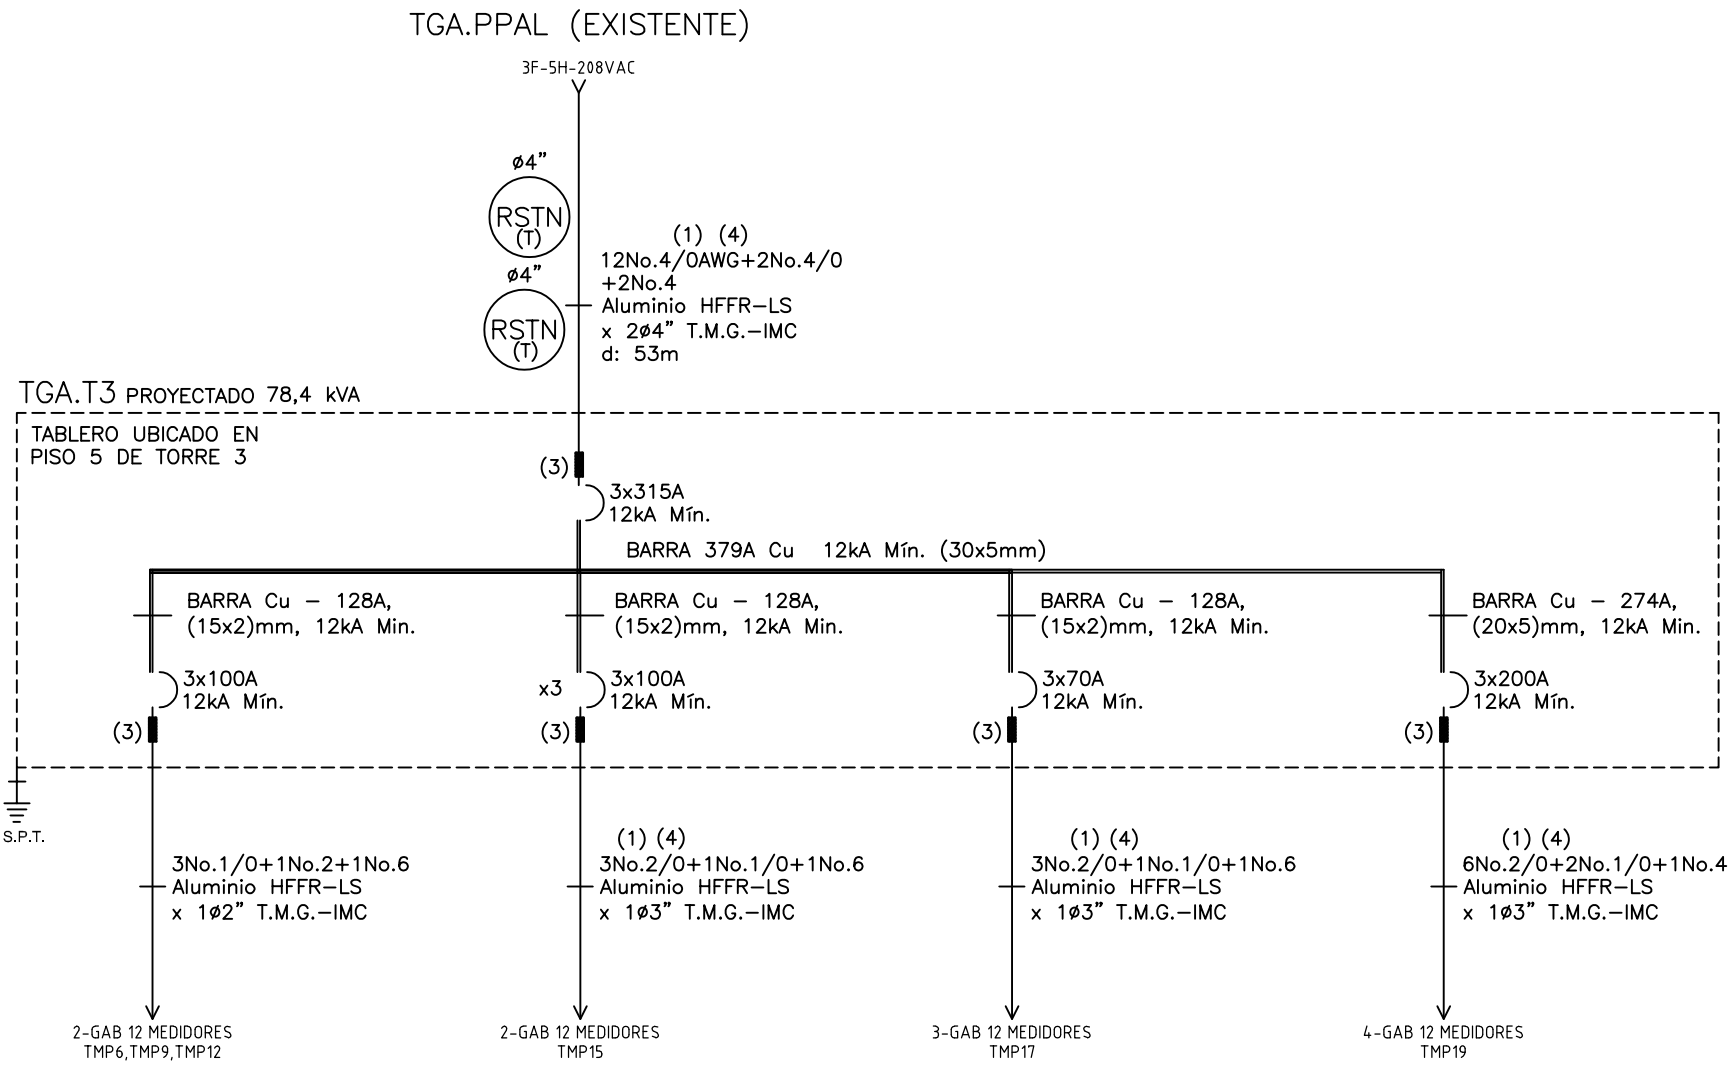 TGA.PPAL (EXISTENTE)
3F-5H-208VAC
ø4"
RSTN
(T)
ø4"
RSTN
(T)
(1) (4)
12No.4/0AWG+2No.4/0
+2No.4
Aluminio HFFR-LS
x 2ø4" T.M.G.-IMC
d: 53m
TGA.T3 PROYECTADO 78,4 kVA
TABLERO UBICADO EN
PISO 5 DE TORRE 3
(3)
3x315A
12kA Mín.
BARRA 379A Cu 12kA Mín. (30x5mm)
BARRA Cu - 128A,
(15x2)mm, 12kA Min.
3x100A
12kA Mín.
(3)
BARRA Cu - 128A,
(15x2)mm, 12kA Min.
x3
3x100A
12kA Mín.
(3)
BARRA Cu - 128A,
(15x2)mm, 12kA Min.
3x70A
12kA Mín.
(3)
BARRA Cu - 274A,
(20x5)mm, 12kA Min.
3x200A
12kA Mín.
(3)
S.P.T.
3No.1/0+1No.2+1No.6
Aluminio HFFR-LS
x 1ø2" T.M.G.-IMC
2-GAB 12 MEDIDORES
TMP6,TMP9,TMP12
(1) (4)
3No.2/0+1No.1/0+1No.6
Aluminio HFFR-LS
x 1ø3" T.M.G.-IMC
2-GAB 12 MEDIDORES
TMP15
(1) (4)
3No.2/0+1No.1/0+1No.6
Aluminio HFFR-LS
x 1ø3" T.M.G.-IMC
3-GAB 12 MEDIDORES
TMP17
(1) (4)
6No.2/0+2No.1/0+1No.4
Aluminio HFFR-LS
x 1ø3" T.M.G.-IMC
4-GAB 12 MEDIDORES
TMP19